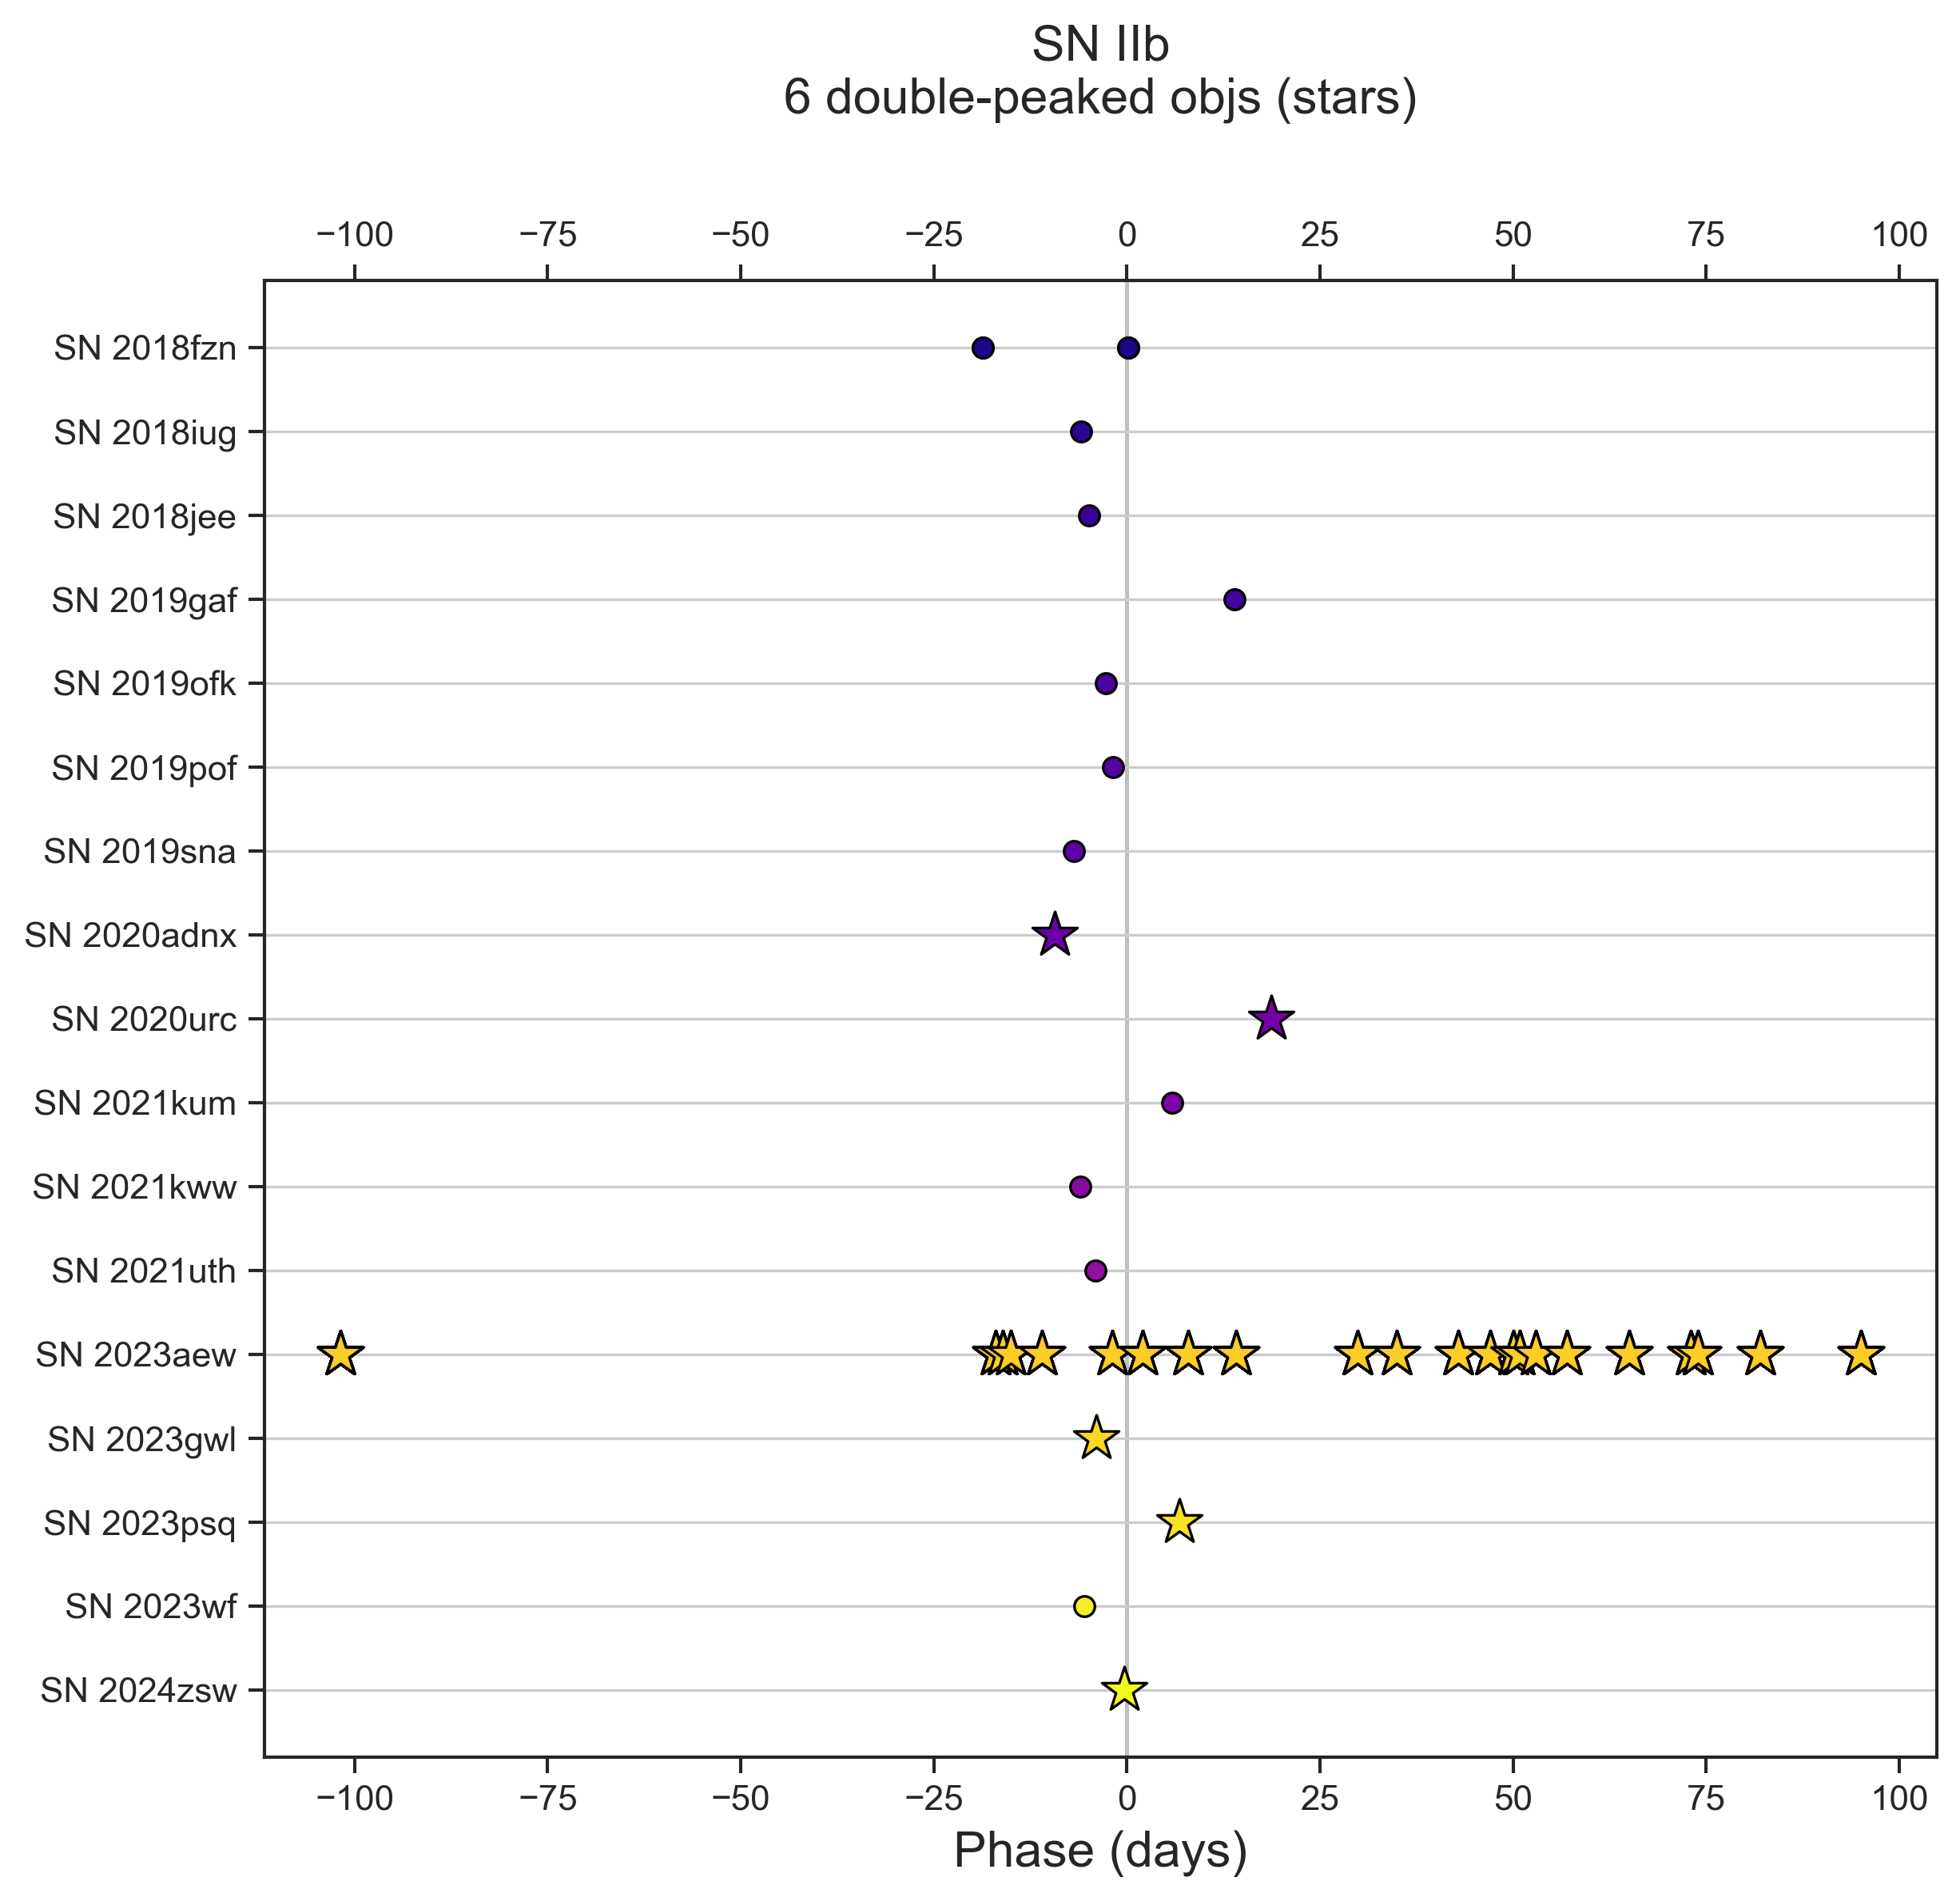 SN IIb
6 double-peaked objs (stars)
−100 −75 −50 −25 0 25 50 75 100
SN 2018fzn
SN 2018iug
SN 2018jee
SN 2019gaf
SN 2019ofk
SN 2019pof
SN 2019sna
SN 2020adnx
SN 2020urc
SN 2021kum
SN 2021kww
SN 2021uth
SN 2023aew
SN 2023gwl
SN 2023psq
SN 2023wf
SN 2024zsw
−100 −75 −50 −25 0 25 50 75 100
Phase (days)